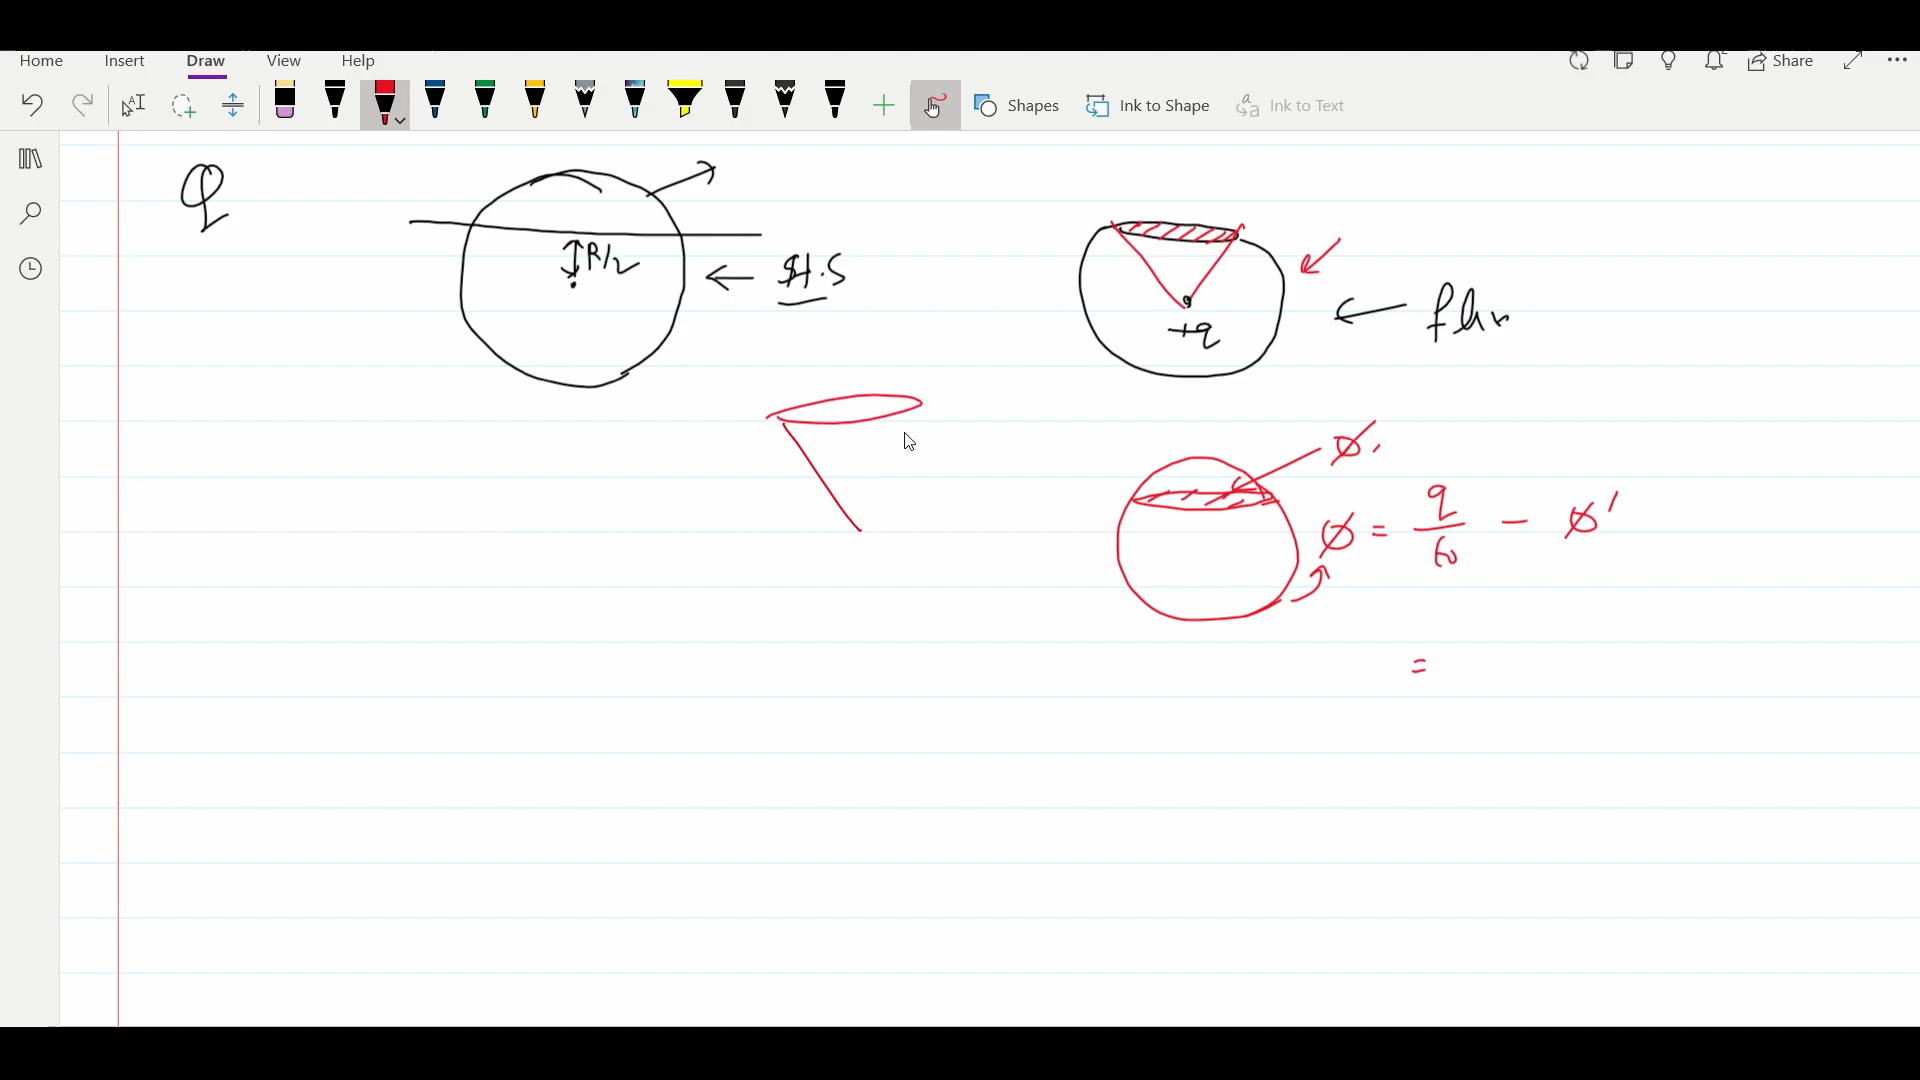 Home Insert Draw View Help Share
Shapes Ink to Shape Ink to Text
Q
R/2
H.S
+q
flux
ϕ'
ϕ = q/ε0 - ϕ'
=